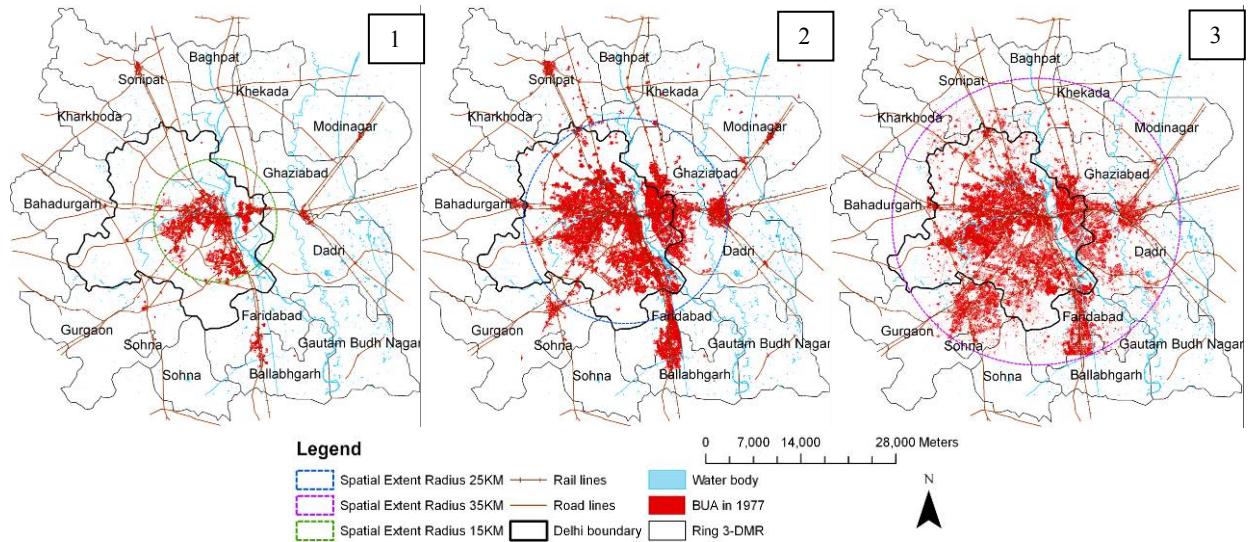 1
Baghpat
Sonipat
Khekada
Kharkhoda
Modinagar
Ghaziabad
Bahadurgarh
Dadri
Gurgaon
Faridabad
Sohna
Gautam Budh Nagar
Sohna
Ballabhgarh
2
Baghpat
Sonipat
Khekada
Kharkhoda
Modinagar
Ghaziabad
Bahadurgarh
Dadri
Gurgaon
Faridabad
Sohna
Gautam Budh Nagar
Sohna
Ballabhgarh
3
Baghpat
Sonipat
Khekada
Kharkhoda
Modinagar
Ghaziabad
Bahadurgarh
Dadri
Gurgaon
Faridabad
Sohna
Gautam Budh Nagar
Sohna
Ballabhgarh
Legend
0 7,000 14,000 28,000 Meters
Spatial Extent Radius 25KM Rail lines Water body
Spatial Extent Radius 35KM Road lines BUA in 1977
Spatial Extent Radius 15KM Delhi boundary Ring 3-DMR
N